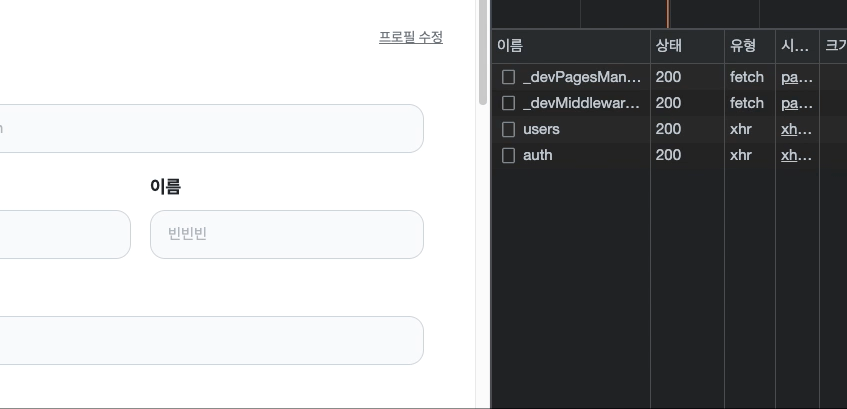 프로필 수정
이름
빈빈빈
이름 상태 유형 시... 크기
_devPagesMan... 200 fetch pa...
_devMiddlewar... 200 fetch pa...
users 200 xhr xh...
auth 200 xhr xh...